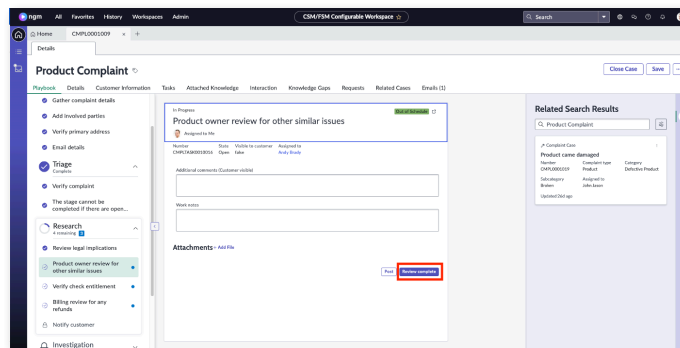 ngm All Favorites History Workspaces Admin CSM/FSM Configurable Workspace Search
Home CMPL0001009 × +
Details
Product Complaint
Close Case Save
Playbook Details Customer Information Tasks Attached Knowledge Interaction Knowledge Gaps Requests Related Cases Emails (1)
Gather complaint details
Add involved parties
Verify primary address
Email details
Triage
Complete
Verify complaint
The stage cannot be
completed if there are open...
Research
4 remaining
Review legal implications
Product owner review for
other similar issues
Verify check entitlement
Billing review for any
refunds
Notify customer
Investigation
In Progress
Out of Schedule
Product owner review for other similar issues
Assigned to Me
Number State Visible to customer Assigned to
CMPLTASK0010016 Open false Andy Brady
Additional comments (Customer visible)
Work notes
Attachments - Add File
Post Review complete
Related Search Results
Product Complaint
Complaint Case
Product came damaged
Number Complaint type Category
CMPL0001019 Product Defective Product
Subcategory Assigned to
Broken John Jason
Updated 26d ago